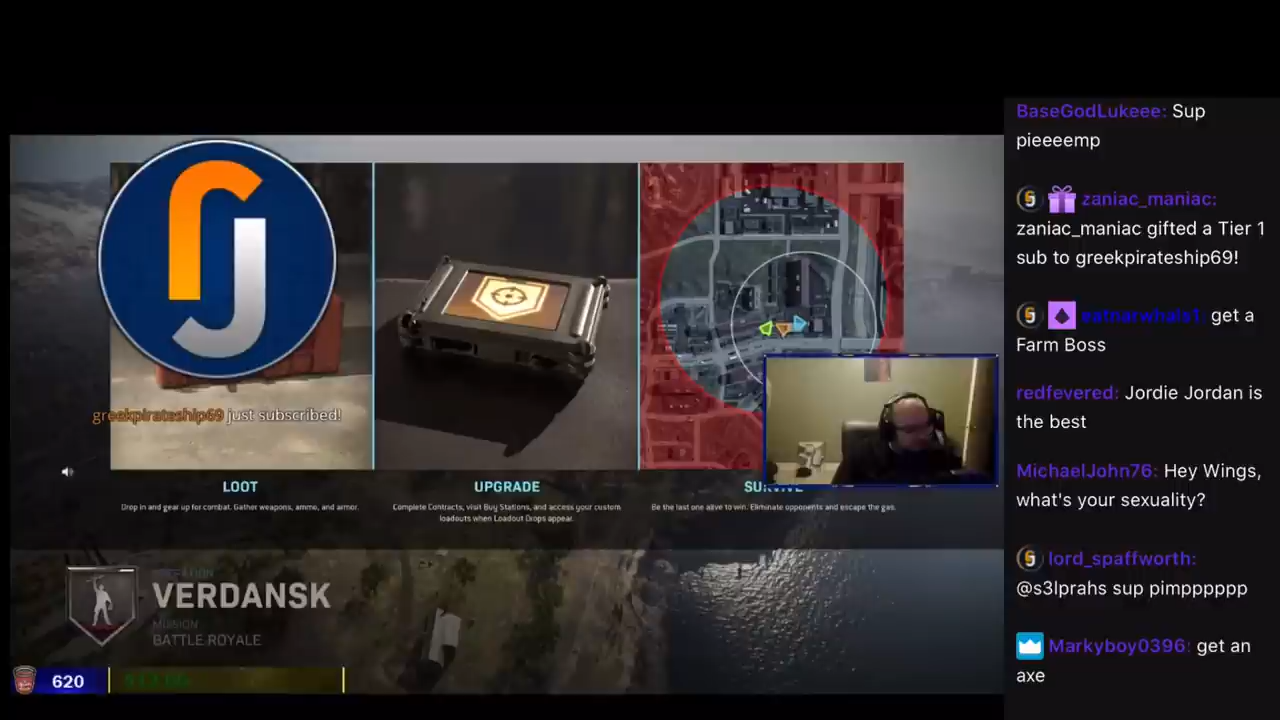 greekpirateship69 just subscribed!
LOOT
Drop in and gear up for combat. Gather weapons, ammo, and armor.
UPGRADE
Complete Contracts, visit Buy Stations, and access your custom
loadouts when Loadout Drops appear.
SURVIVE
Be the last one alive to win. Eliminate opponents and escape the gas.
VERDANSK
MISSION
BATTLE ROYALE
620
BaseGodLukeee: Sup
pieeeemp
zaniac_maniac:
zaniac_maniac gifted a Tier 1
sub to greekpirateship69!
eatnarwhals1: get a
Farm Boss
redfevered: Jordie Jordan is
the best
MichaelJohn76: Hey Wings,
what's your sexuality?
lord_spaffworth:
@s3lprahs sup pimpppppp
Markyboy0396: get an
axe